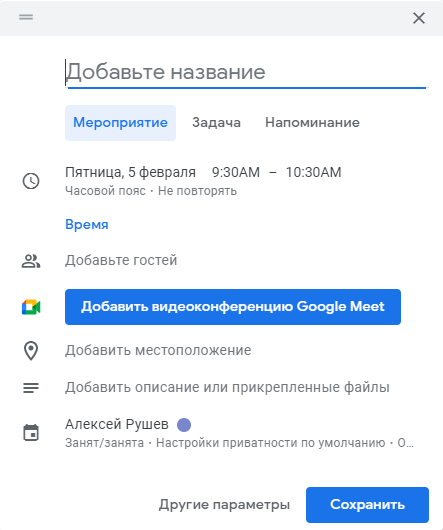 Добавьте название
Мероприятие Задача Напоминание
Пятница, 5 февраля 9:30AM – 10:30AM
Часовой пояс · Не повторять
Время
Добавьте гостей
Добавить видеоконференцию Google Meet
Добавить местоположение
Добавить описание или прикрепленные файлы
Алексей Рушев
Занят/занята · Настройки приватности по умолчанию · О...
Другие параметры Сохранить